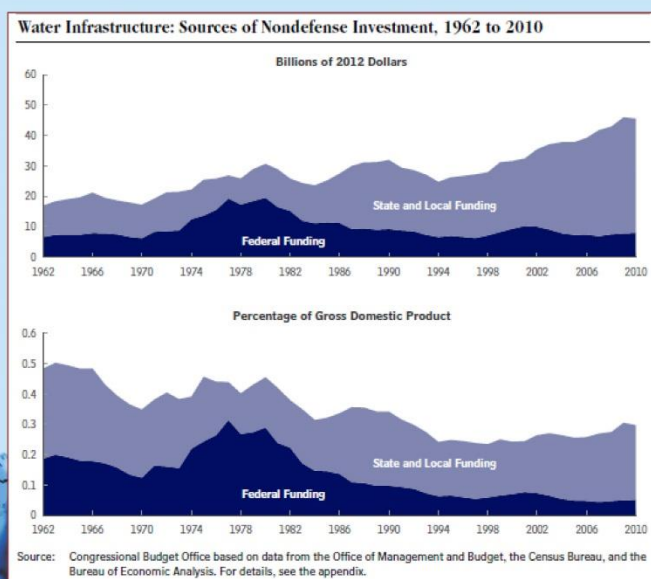 Water Infrastructure: Sources of Nondefense Investment, 1962 to 2010
Billions of 2012 Dollars
60
50
40
30
20
10
0
State and Local Funding
Federal Funding
1962 1966 1970 1974 1978 1982 1986 1990 1994 1998 2002 2006 2010
Percentage of Gross Domestic Product
0.6
0.5
0.4
0.3
0.2
0.1
0
State and Local Funding
Federal Funding
1962 1966 1970 1974 1978 1982 1986 1990 1994 1998 2002 2006 2010
Source: Congressional Budget Office based on data from the Office of Management and Budget, the Census Bureau, and the
Bureau of Economic Analysis. For details, see the appendix.